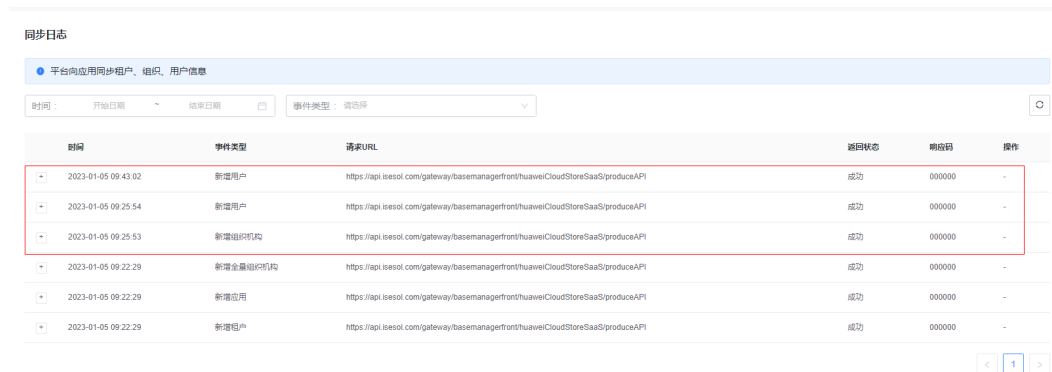 同步日志
平台向应用同步租户、组织、用户信息
时间： 开始日期 ~ 结束日期 事件类型： 请选择
时间 事件类型 请求URL 返回状态 响应码 操作
+ 2023-01-05 09:43:02 新增用户 https://api.isesol.com/gateway/basemanagerfront/huaweiCloudStoreSaaS/produceAPI 成功 000000 -
+ 2023-01-05 09:25:54 新增用户 https://api.isesol.com/gateway/basemanagerfront/huaweiCloudStoreSaaS/produceAPI 成功 000000 -
+ 2023-01-05 09:25:53 新增组织机构 https://api.isesol.com/gateway/basemanagerfront/huaweiCloudStoreSaaS/produceAPI 成功 000000 -
+ 2023-01-05 09:22:29 新增全量组织机构 https://api.isesol.com/gateway/basemanagerfront/huaweiCloudStoreSaaS/produceAPI 成功 000000 -
+ 2023-01-05 09:22:29 新增应用 https://api.isesol.com/gateway/basemanagerfront/huaweiCloudStoreSaaS/produceAPI 成功 000000 -
+ 2023-01-05 09:22:29 新增租户 https://api.isesol.com/gateway/basemanagerfront/huaweiCloudStoreSaaS/produceAPI 成功 000000 -
< 1 >